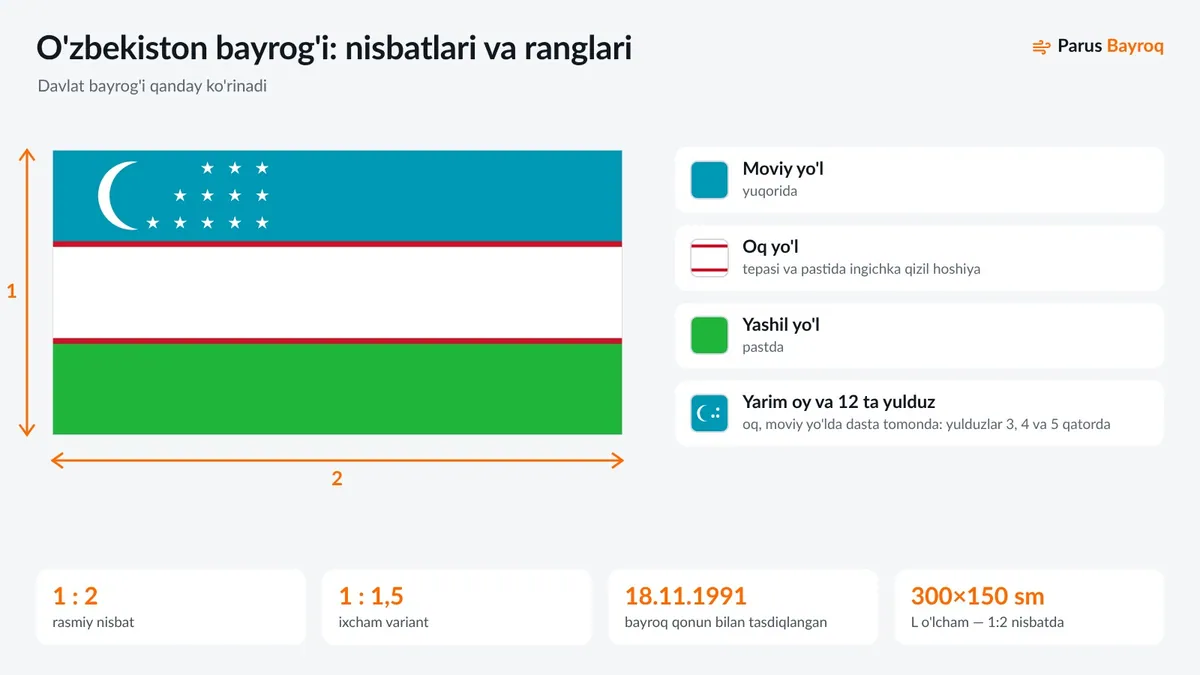 O'zbekiston bayrog'i: nisbatlari va ranglari
Parus Bayroq
Davlat bayrog'i qanday ko'rinadi
1
2
Moviy yo'l
yuqorida
Oq yo'l
tepasi va pastida ingichka qizil hoshiya
Yashil yo'l
pastda
Yarim oy va 12 ta yulduz
oq, moviy yo'lda dasta tomonda: yulduzlar 3, 4 va 5 qatorda
1 : 2
rasmiy nisbat
1 : 1,5
ixcham variant
18.11.1991
bayroq qonun bilan tasdiqlangan
300×150 sm
L o'lcham — 1:2 nisbatda